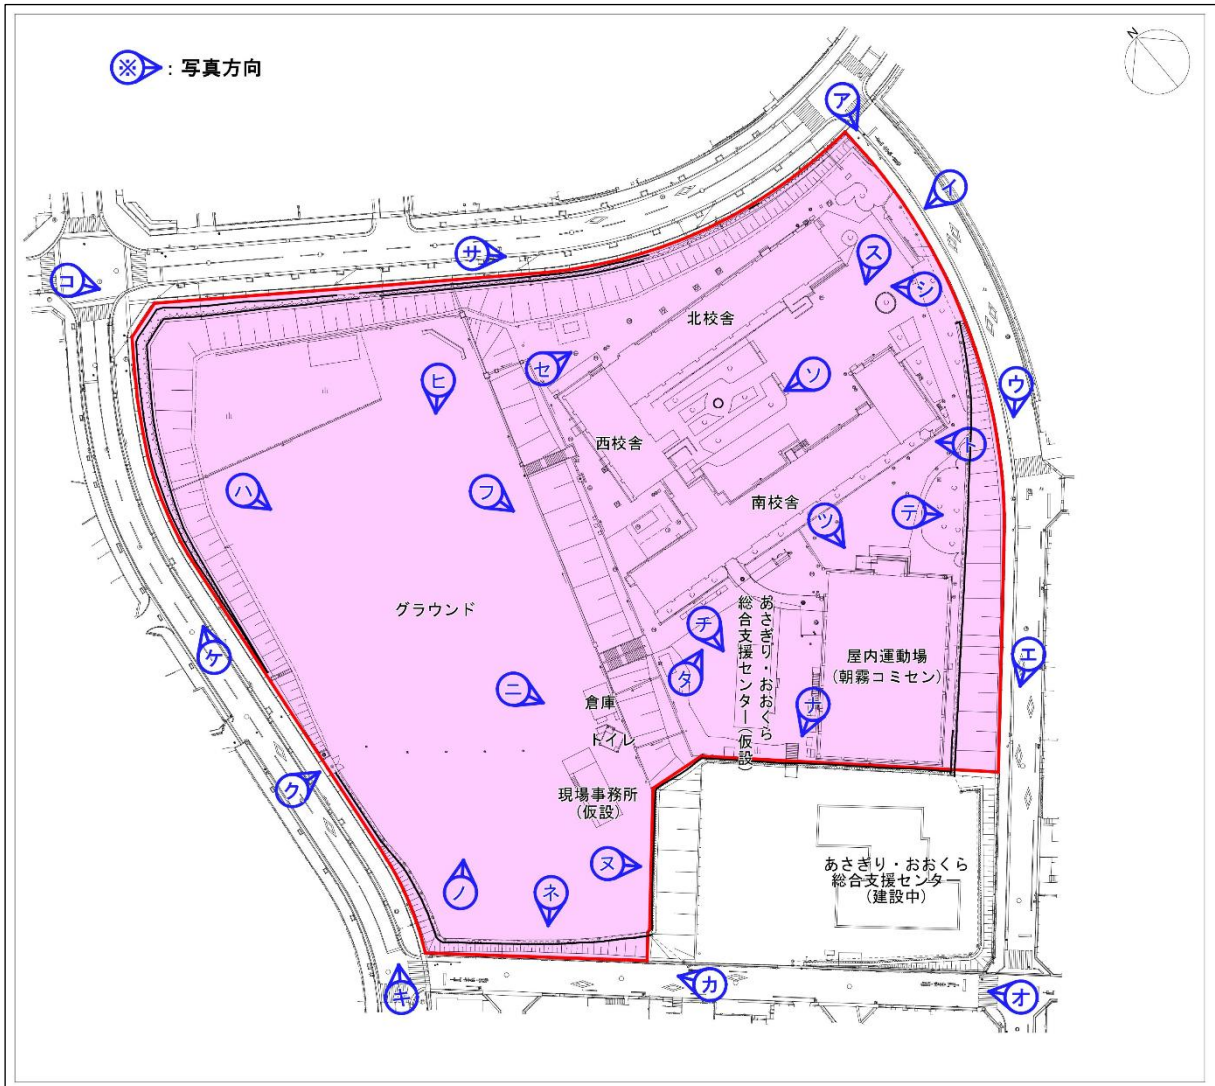 ※：写真方向
N
ア
イ
サ
コ
ス
シ
北校舎
セ
ヒ
ソ
ウ
西校舎
ト
ハ
フ
南校舎
ツ
テ
グラウンド
チ
あさぎり・おおくら
総合支援センター(仮設)
ケ
タ
屋内運動場
(朝霧コミセン)
エ
ニ
倉庫
ナ
トイレ
ク
現場事務所
(仮設)
ヌ
あさぎり・おおくら
総合支援センター
(建設中)
ノ
ネ
キ
カ
オ